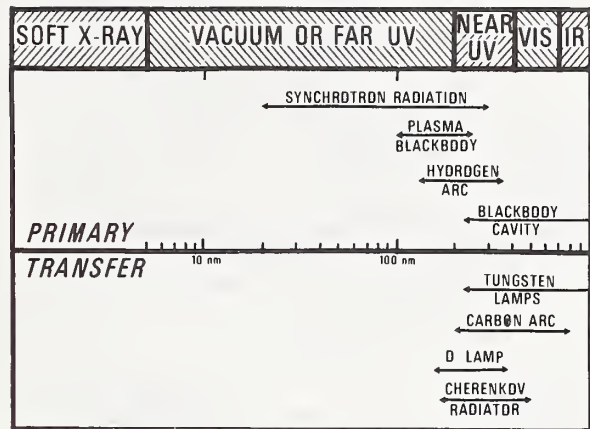 SOFT X-RAY VACUUM OR FAR UV NEAR UV VIS IR
SYNCHROTRON RADIATION
PLASMA
BLACKBODY
HYDROGEN
ARC
BLACKBODY
CAVITY
PRIMARY
10 nm 100 nm
TRANSFER
TUNGSTEN
LAMPS
CARBON ARC
D LAMP
CHERENKOV
RADIATOR